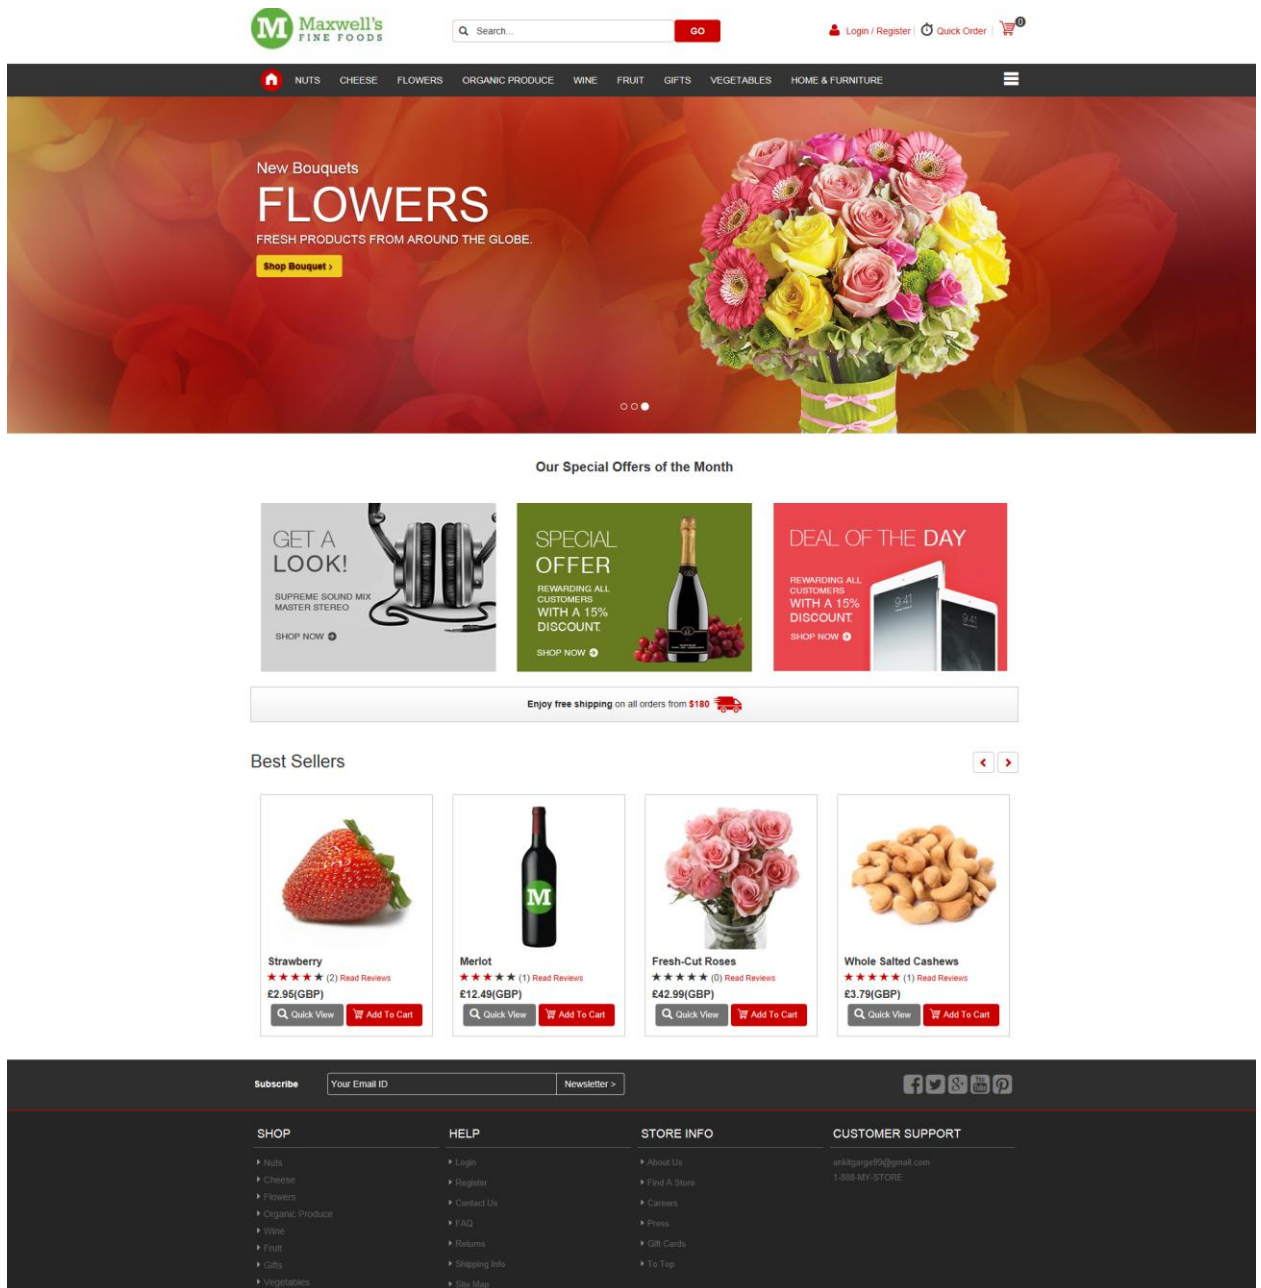 M Maxwell's
FINE FOODS
Search...
GO
Login / Register
Quick Order
0
NUTS CHEESE FLOWERS ORGANIC PRODUCE WINE FRUIT GIFTS VEGETABLES HOME & FURNITURE
New Bouquets
FLOWERS
FRESH PRODUCTS FROM AROUND THE GLOBE.
Shop Bouquet >
Our Special Offers of the Month
GET A
LOOK!
SUPREME SOUND MIX
MASTER STEREO
SHOP NOW
SPECIAL
OFFER
REWARDING ALL
CUSTOMERS
WITH A 15%
DISCOUNT.
SHOP NOW
DEAL OF THE DAY
REWARDING ALL
CUSTOMERS
WITH A 15%
DISCOUNT.
SHOP NOW
9:41
9:41
Enjoy free shipping on all orders from $180
Best Sellers
M
Strawberry
(2) Read Reviews
£2.95(GBP)
Quick View
Add To Cart
Merlot
(1) Read Reviews
£12.49(GBP)
Quick View
Add To Cart
Fresh-Cut Roses
(0) Read Reviews
£42.99(GBP)
Quick View
Add To Cart
Whole Salted Cashews
(1) Read Reviews
£3.79(GBP)
Quick View
Add To Cart
Subscribe
Your Email ID
Newsletter >
SHOP
Nuts
Cheese
Flowers
Organic Produce
Wine
Fruit
Gifts
Vegetables
HELP
Login
Register
Contact Us
FAQ
Returns
Shipping Info
Site Map
STORE INFO
About Us
Find A Store
Careers
Press
Gift Cards
To Top
CUSTOMER SUPPORT
ankitgarge99@gmail.com
1-888-MY-STORE